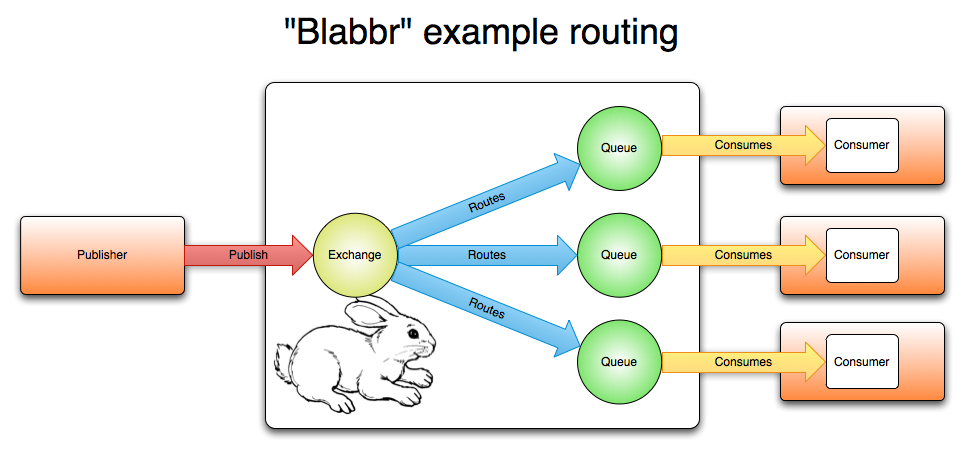 "Blabbr" example routing
Queue
Consumes
Consumer
Routes
Publisher
Publish
Exchange
Routes
Queue
Consumes
Consumer
Routes
Queue
Consumes
Consumer